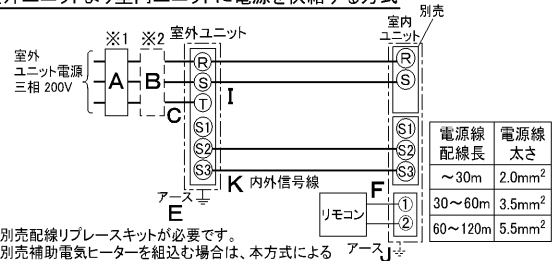 外ユニットより室内ユニットに電源を供給する方式
別売
※1 ※2 室外ユニット
室内
ユニット
室外
ユニット電源
三相 200V
A B
C
R
S
T
S1
S2
S3
I
K 内外信号線
アース
E
R
S
S1
S2
S3
F
リモコン
①
②
アース J
電源線
配線長
電源線
太さ
～30m 2.0mm²
30～60m 3.5mm²
60～120m 5.5mm²
別売配線リプレースキットが必要です。
別売補助電気ヒーターを組込む場合は、本方式による